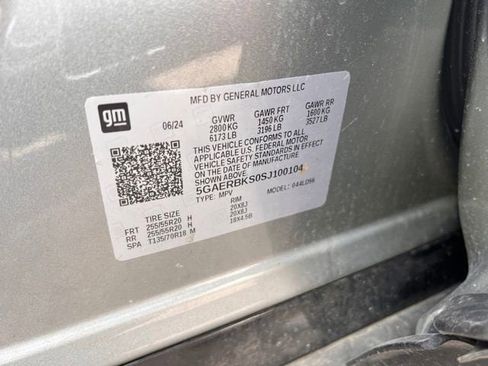 gm
MFD BY GENERAL MOTORS LLC
06/24 GVWR GAWR FRT GAWR RR
2800 KG 1450 KG 1600 KG
6173 LB 3196 LB 3527 LB
THIS VEHICLE CONFORMS TO ALL
APPLICABLE U.S. FEDERAL MOTOR
VEHICLE SAFETY STANDARDS IN EFFECT
ON THE DATE OF MANUFACTURE
SHOWN ABOVE.
5GAERBKS0SJ100104
TYPE: MPV MODEL:
TIRE SIZE RIM
FRT 255/55R20 H 20X8J
RR 255/55R20 H 20X8J
SPA T135/70R18 M 18X4.5B